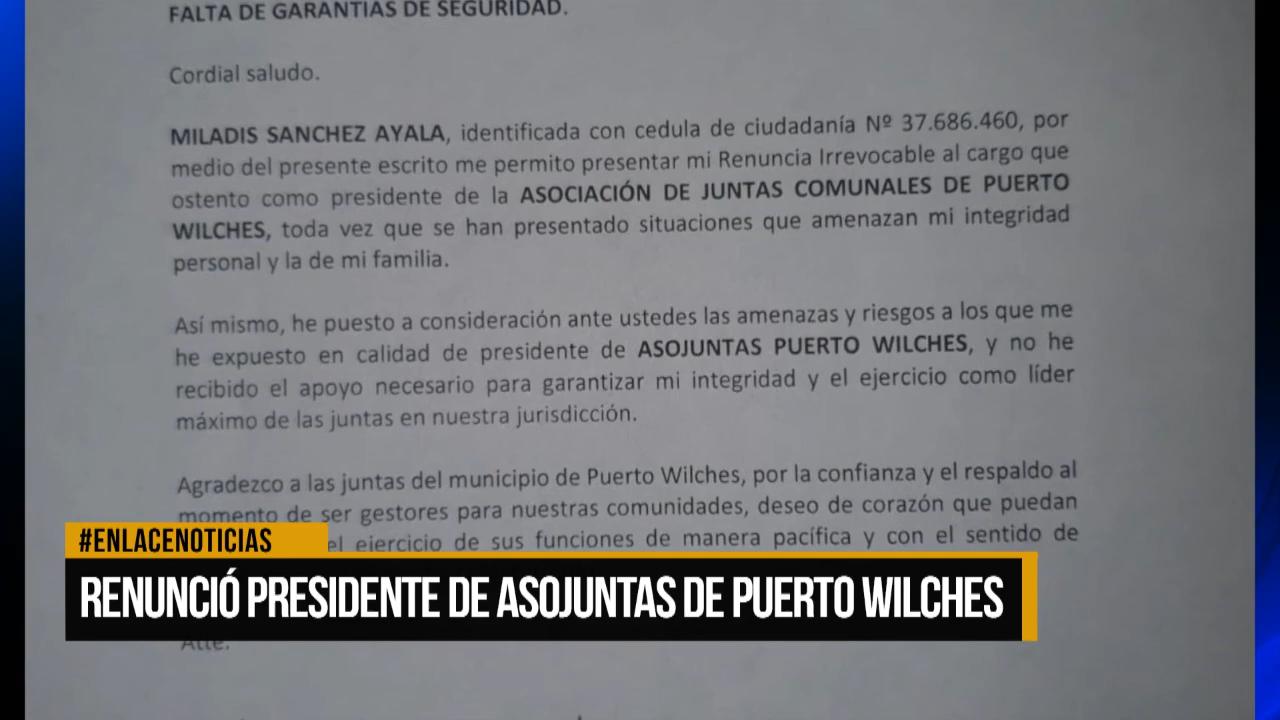 FALTA DE GARANTIAS DE SEGURIDAD.
Cordial saludo.
MILADIS SANCHEZ AYALA, identificada con cedula de ciudadanía Nº 37.686.460, por
medio del presente escrito me permito presentar mi Renuncia Irrevocable al cargo que
ostento como presidente de la ASOCIACIÓN DE JUNTAS COMUNALES DE PUERTO
WILCHES, toda vez que se han presentado situaciones que amenazan mi integridad
personal y la de mi familia.
Así mismo, he puesto a consideración ante ustedes las amenazas y riesgos a los que me
he expuesto en calidad de presidente de ASOJUNTAS PUERTO WILCHES, y no he
recibido el apoyo necesario para garantizar mi integridad y el ejercicio como líder
máximo de las juntas en nuestra jurisdicción.
Agradezco a las juntas del municipio de Puerto Wilches, por la confianza y el respaldo al
momento de ser gestores para nuestras comunidades, deseo de corazón que puedan
el ejercicio de sus funciones de manera pacífica y con el sentido de
#ENLACENOTICIAS
RENUNCIÓ PRESIDENTE DE ASOJUNTAS DE PUERTO WILCHES
Atte.